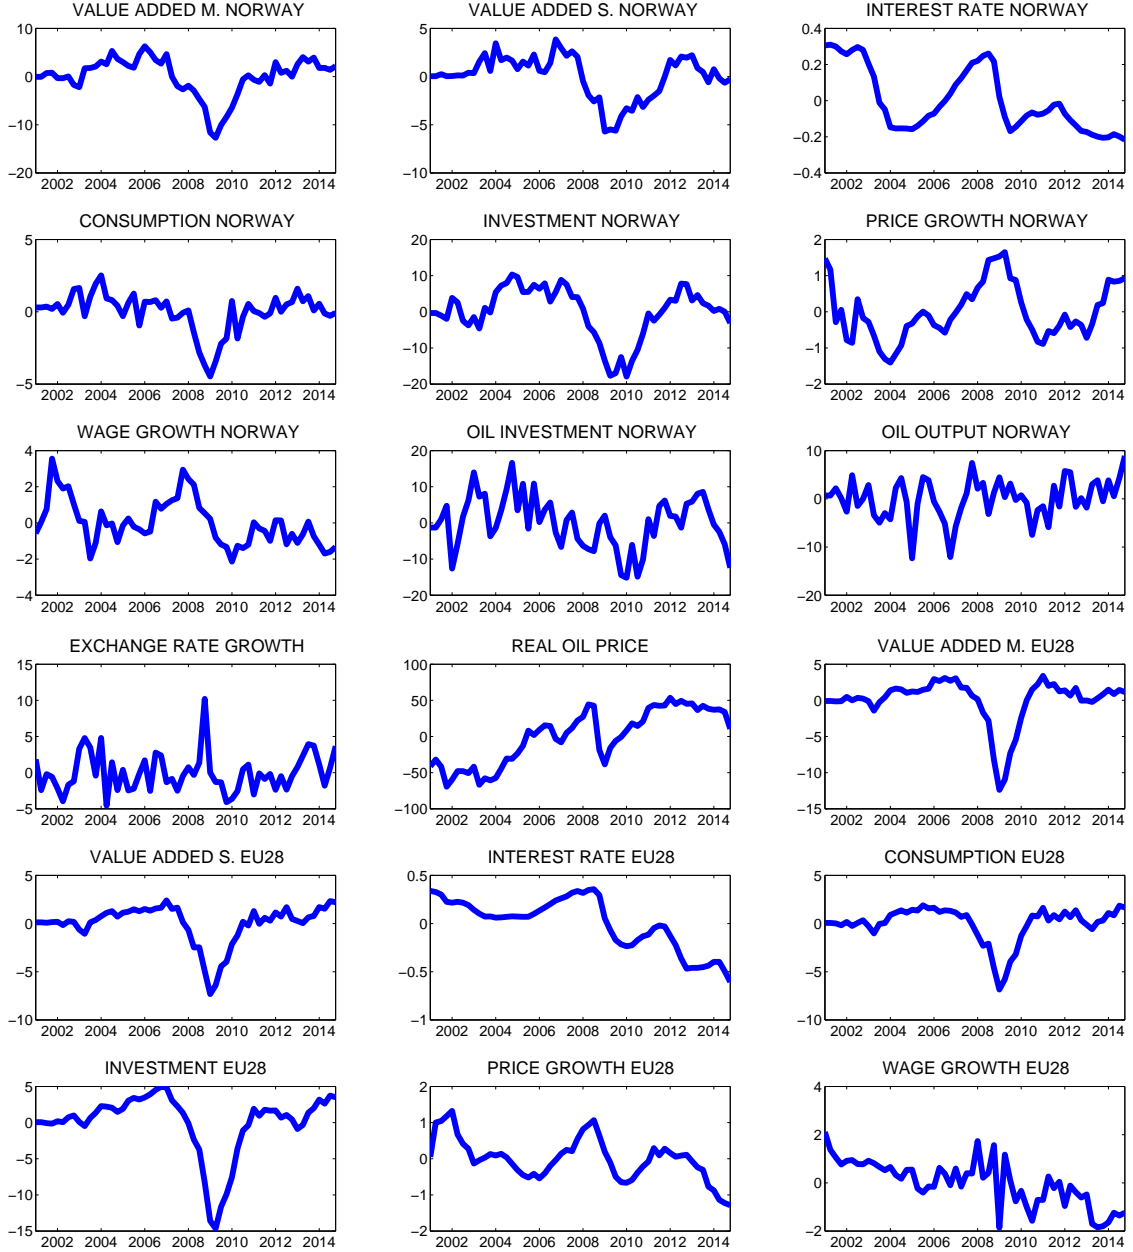 VALUE ADDED M. NORWAY VALUE ADDED S. NORWAY INTEREST RATE NORWAY
10 5 0.4
0 0 0.2
−10 −5 0
−20 −10 −0.2
−0.4
2002 2004 2006 2008 2010 2012 2014 2002 2004 2006 2008 2010 2012 2014 2002 2004 2006 2008 2010 2012 2014
CONSUMPTION NORWAY INVESTMENT NORWAY PRICE GROWTH NORWAY
5 20 2
0 10 1
−5 0 0
−10 −1
−20 −2
2002 2004 2006 2008 2010 2012 2014 2002 2004 2006 2008 2010 2012 2014 2002 2004 2006 2008 2010 2012 2014
WAGE GROWTH NORWAY OIL INVESTMENT NORWAY OIL OUTPUT NORWAY
4 20 10
2 10 0
0 0 −10
−2 −10 −20
−4 −20
2002 2004 2006 2008 2010 2012 2014 2002 2004 2006 2008 2010 2012 2014 2002 2004 2006 2008 2010 2012 2014
EXCHANGE RATE GROWTH REAL OIL PRICE VALUE ADDED M. EU28
15 100 5
10 50 0
5 0 −5
0 −50 −10
−5 −100 −15
2002 2004 2006 2008 2010 2012 2014 2002 2004 2006 2008 2010 2012 2014 2002 2004 2006 2008 2010 2012 2014
VALUE ADDED S. EU28 INTEREST RATE EU28 CONSUMPTION EU28
5 0.5 5
0 0 0
−5 −0.5 −5
−10 −1 −10
2002 2004 2006 2008 2010 2012 2014 2002 2004 2006 2008 2010 2012 2014 2002 2004 2006 2008 2010 2012 2014
INVESTMENT EU28 PRICE GROWTH EU28 WAGE GROWTH EU28
5 2 4
0 1 2
−5 0 0
−10 −1 −2
−15 −2
2002 2004 2006 2008 2010 2012 2014 2002 2004 2006 2008 2010 2012 2014 2002 2004 2006 2008 2010 2012 2014